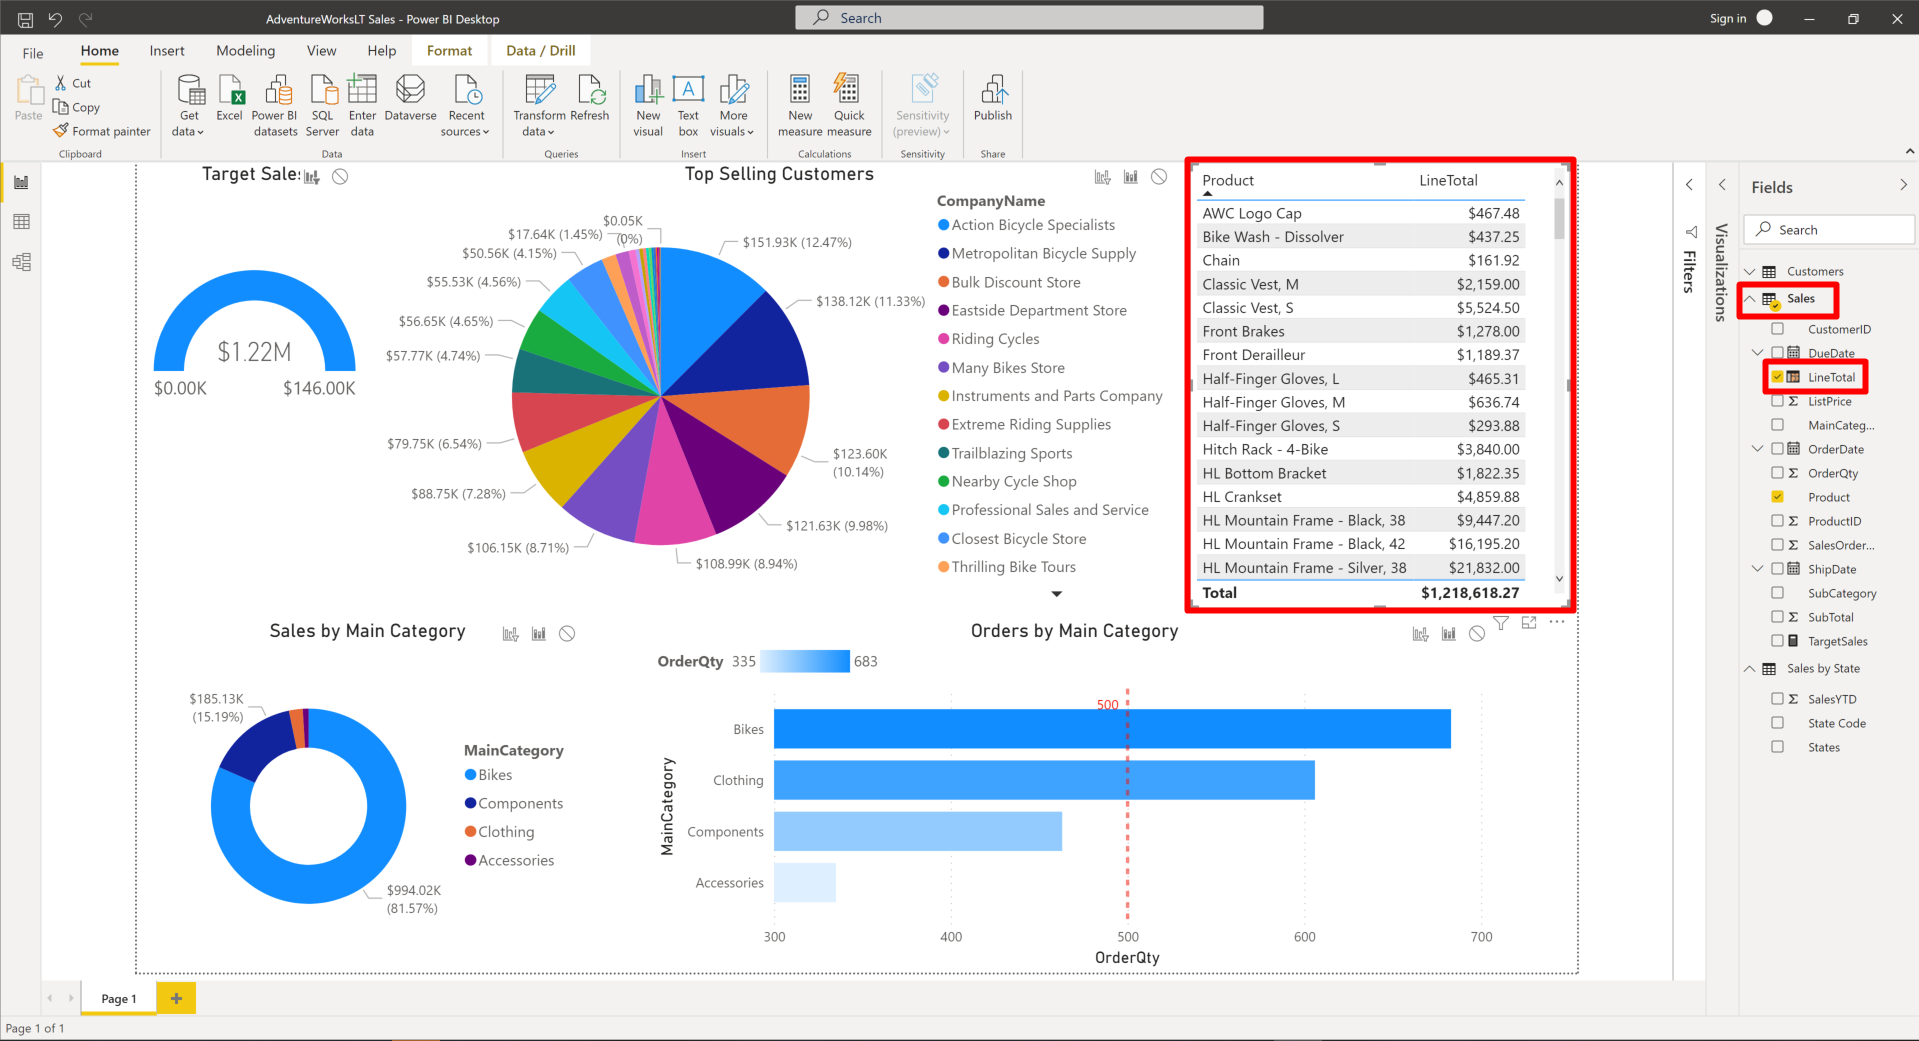 AdventureWorksLT Sales - Power BI Desktop
Search
Sign in
File
Home
Insert
Modeling
View
Help
Format
Data / Drill
Paste
Cut
Copy
Format painter
Clipboard
Get
data
Excel
Power BI
datasets
SQL
Server
Enter
data
Dataverse
Recent
sources
Data
Transform
data
Refresh
Queries
New
visual
A
Text
box
More
visuals
Insert
New
measure
Quick
measure
Calculations
Sensitivity
(preview)
Sensitivity
Publish
Share
Target Sales
$1.22M
$0.00K
$146.00K
Top Selling Customers
$0.05K
(0%)
$17.64K (1.45%)
$50.56K (4.15%)
$55.53K (4.56%)
$56.65K (4.65%)
$57.77K (4.74%)
$79.75K (6.54%)
$88.75K (7.28%)
$106.15K (8.71%)
$108.99K (8.94%)
$121.63K (9.98%)
$123.60K
(10.14%)
$138.12K (11.33%)
$151.93K (12.47%)
CompanyName
Action Bicycle Specialists
Metropolitan Bicycle Supply
Bulk Discount Store
Eastside Department Store
Riding Cycles
Many Bikes Store
Instruments and Parts Company
Extreme Riding Supplies
Trailblazing Sports
Nearby Cycle Shop
Professional Sales and Service
Closest Bicycle Store
Thrilling Bike Tours
Product LineTotal
AWC Logo Cap $467.48
Bike Wash - Dissolver $437.25
Chain $161.92
Classic Vest, M $2,159.00
Classic Vest, S $5,524.50
Front Brakes $1,278.00
Front Derailleur $1,189.37
Half-Finger Gloves, L $465.31
Half-Finger Gloves, M $636.74
Half-Finger Gloves, S $293.88
Hitch Rack - 4-Bike $3,840.00
HL Bottom Bracket $1,822.35
HL Crankset $4,859.88
HL Mountain Frame - Black, 38 $9,447.20
HL Mountain Frame - Black, 42 $16,195.20
HL Mountain Frame - Silver, 38 $21,832.00
Total $1,218,618.27
Sales by Main Category
$185.13K
(15.19%)
$994.02K
(81.57%)
MainCategory
Bikes
Components
Clothing
Accessories
Orders by Main Category
OrderQty 335 683
500
MainCategory
Bikes
Clothing
Components
Accessories
300 400 500 600 700
OrderQty
Filters
Visualizations
Fields
Search
Customers
Sales
CustomerID
DueDate
LineTotal
ListPrice
MainCateg...
OrderDate
OrderQty
Product
ProductID
SalesOrder...
ShipDate
SubCategory
SubTotal
TargetSales
Sales by State
SalesYTD
State Code
States
Page 1
Page 1 of 1